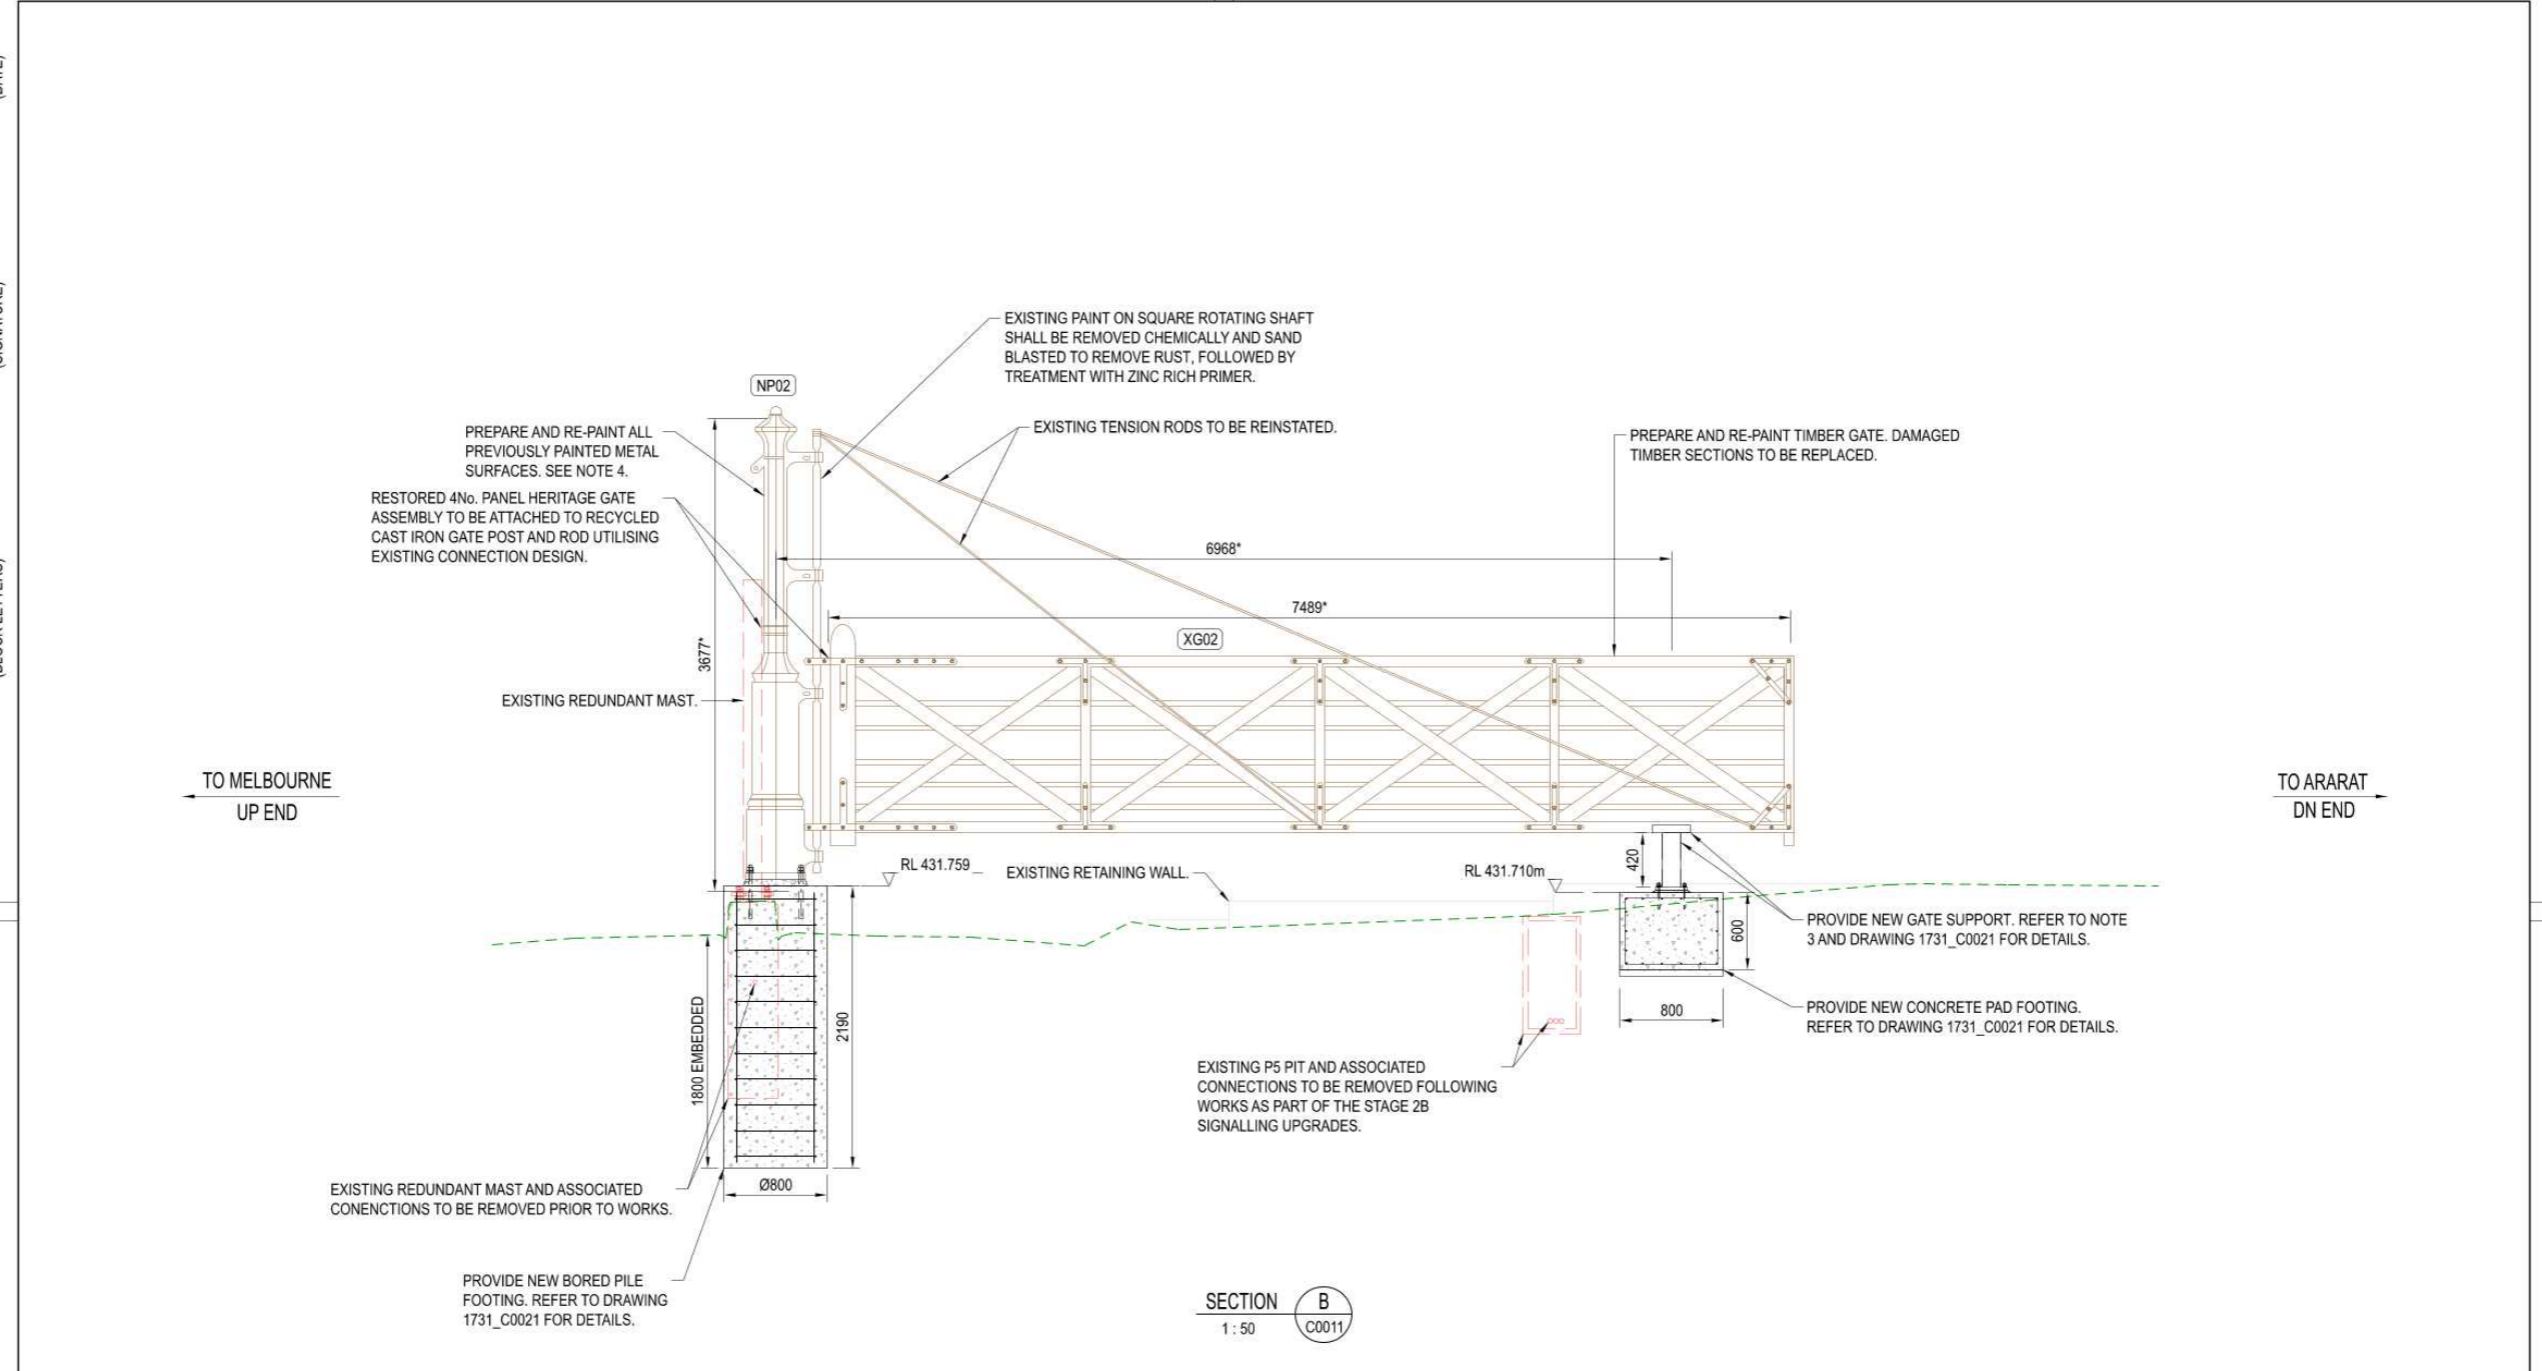 EXISTING PAINT ON SQUARE ROTATING SHAFT
SHALL BE REMOVED CHEMICALLY AND SAND
BLASTED TO REMOVE RUST, FOLLOWED BY
TREATMENT WITH ZINC RICH PRIMER.
NP02
PREPARE AND RE-PAINT ALL
PREVIOUSLY PAINTED METAL
SURFACES. SEE NOTE 4.
EXISTING TENSION RODS TO BE REINSTATED.
PREPARE AND RE-PAINT TIMBER GATE. DAMAGED
TIMBER SECTIONS TO BE REPLACED.
RESTORED 4No. PANEL HERITAGE GATE
ASSEMBLY TO BE ATTACHED TO RECYCLED
CAST IRON GATE POST AND ROD UTILISING
EXISTING CONNECTION DESIGN.
6968*
7489*
XG02
3677*
EXISTING REDUNDANT MAST.
TO MELBOURNE
UP END
TO ARARAT
DN END
RL 431.759
EXISTING RETAINING WALL.
RL 431.710m
420
600
800
PROVIDE NEW GATE SUPPORT. REFER TO NOTE
3 AND DRAWING 1731_C0021 FOR DETAILS.
PROVIDE NEW CONCRETE PAD FOOTING.
REFER TO DRAWING 1731_C0021 FOR DETAILS.
1800 EMBEDDED
2190
Ø800
EXISTING P5 PIT AND ASSOCIATED
CONNECTIONS TO BE REMOVED FOLLOWING
WORKS AS PART OF THE STAGE 2B
SIGNALLING UPGRADES.
EXISTING REDUNDANT MAST AND ASSOCIATED
CONENCTIONS TO BE REMOVED PRIOR TO WORKS.
PROVIDE NEW BORED PILE
FOOTING. REFER TO DRAWING
1731_C0021 FOR DETAILS.
SECTION
1 : 50
B
C0011